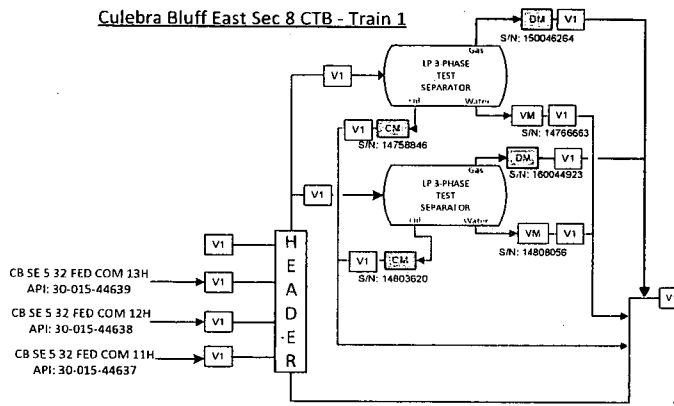 Culebra Bluff East Sec 8 CTB - Train 1
DM
V1
S/N: 150046264
Gas
V1
LP 3-PHASE
TEST
SEPARATOR
Oil
Water
V1
CM
S/N: 14758846
VM
V1
S/N: 14766663
DM
V1
S/N: 160044923
Gas
V1
LP 3-PHASE
TEST
SEPARATOR
Oil
Water
VM
V1
S/N: 14808056
V1
CM
S/N: 14803620
V1
HEADER
CB SE 5 32 FED COM 13H
API: 30-015-44639
V1
CB SE 5 32 FED COM 12H
API: 30-015-44638
V1
CB SE 5 32 FED COM 11H
API: 30-015-44637
V1